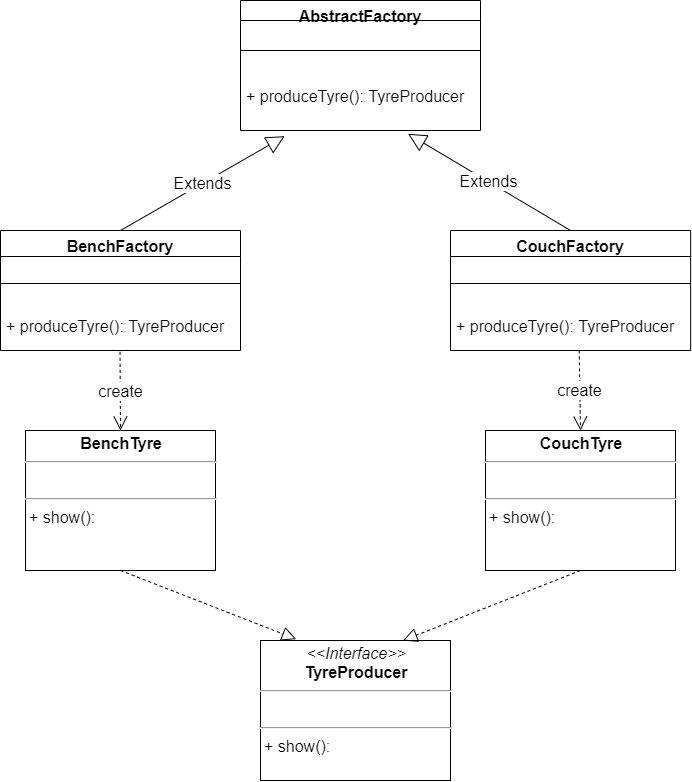 AbstractFactory
+ produceTyre(): TyreProducer
Extends
Extends
BenchFactory
+ produceTyre(): TyreProducer
CouchFactory
+ produceTyre(): TyreProducer
create
create
BenchTyre
+ show():
CouchTyre
+ show():
<<Interface>>
TyreProducer
+ show():